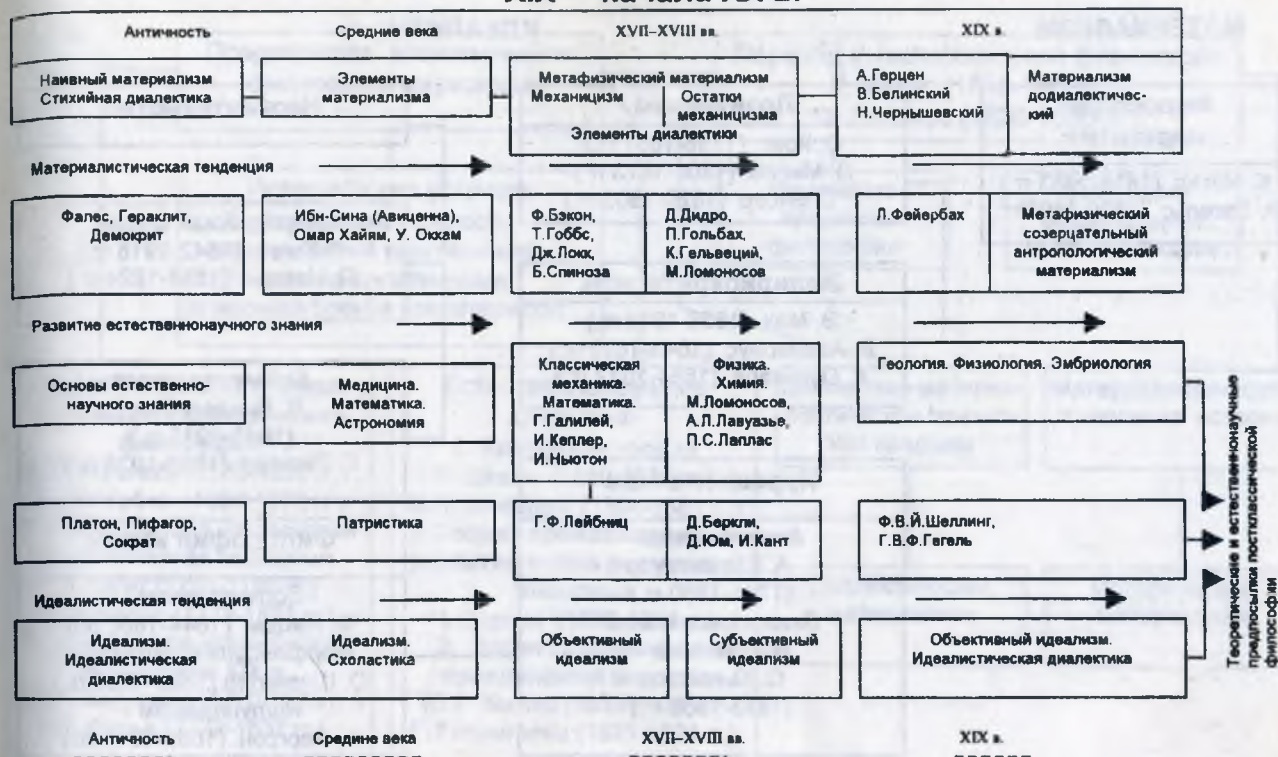 Античность Средние века XVII–XVIII вв. XIX в.
Наивный материализм
Стихийная диалектика
Элементы
материализма
Метафизический материализм
Механицизм
Остатки
механицизма
Элементы диалектики
А.Герцен
В.Белинский
Н.Чернышевский
Материализм
додиалектичес-
кий
Материалистическая тенденция
Фалес, Гераклит,
Демокрит
Ибн-Сина (Авиценна),
Омар Хайям, У. Оккам
Ф.Бэкон,
Т.Гоббс,
Дж.Локк,
Б.Спиноза
Д.Дидро,
П.Гольбах,
К.Гельвеций,
М.Ломоносов
Л.Фейербах
Метафизический
созерцательный
антропологический
материализм
Развитие естественнонаучного знания
Основы естественно-
научного знания
Медицина.
Математика.
Астрономия
Классическая
механика.
Математика.
Г.Галилей,
И.Кеплер,
И.Ньютон
Физика.
Химия.
М.Ломоносов,
А.Л.Лавуазье,
П.С.Лаплас
Геология. Физиология. Эмбриология
Платон, Пифагор,
Сократ
Патристика
Г.Ф.Лейбниц
Д.Беркли,
Д.Юм, И.Кант
Ф.В.Й.Шеллинг,
Г.В.Ф.Гегель
Идеалистическая тенденция
Идеализм.
Идеалистическая
диалектика
Идеализм.
Схоластика
Объективный
идеализм
Субъективный
идеализм
Объективный идеализм.
Идеалистическая диалектика
Теоретические и естественнонаучные
предпосылки постклассической
философии
Античность Средние века XVII–XVIII вв. XIX в.